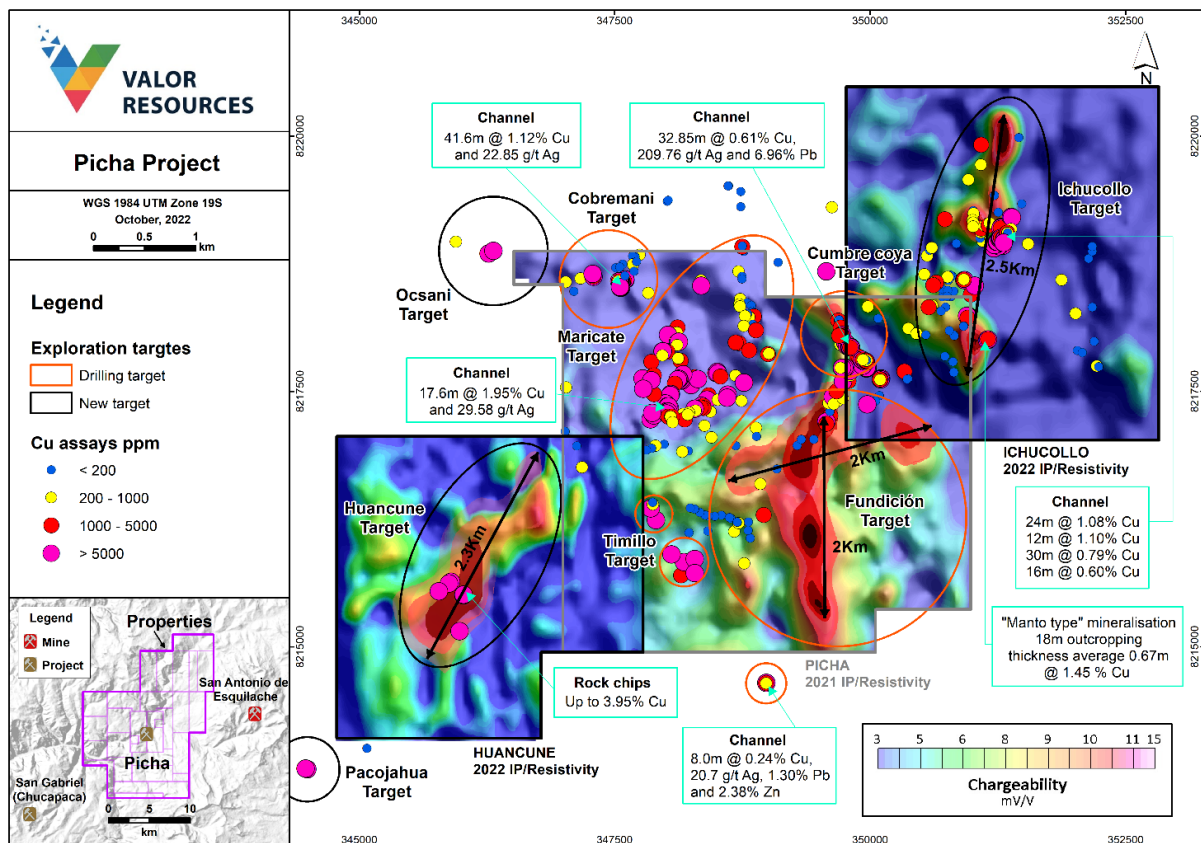 VALOR
RESOURCES
Picha Project
WGS 1984 UTM Zone 19S
October, 2022
0 0.5 1
km
Legend
Exploration targtes
Drilling target
New target
Cu assays ppm
< 200
200 - 1000
1000 - 5000
> 5000
Legend
Mine
Project
Properties
San Antonio de
Esquilache
Picha
San Gabriel
(Chucapaca)
0 5 10
km
345000
347500
350000
352500
8220000
8217500
8215000
N
Channel
41.6m @ 1.12% Cu
and 22.85 g/t Ag
Channel
32.85m @ 0.61% Cu,
209.76 g/t Ag and 6.96% Pb
Cobremani
Target
Ichucollo
Target
Cumbre coya
Target
2.5Km
Ocsani
Target
Maricate
Target
Channel
17.6m @ 1.95% Cu
and 29.58 g/t Ag
2Km
Fundición
Target
2Km
ICHUCOLLO
2022 IP/Resistivity
Huancune
Target
2.3Km
Timillo
Target
Channel
24m @ 1.08% Cu
12m @ 1.10% Cu
30m @ 0.79% Cu
16m @ 0.60% Cu
"Manto type" mineralisation
18m outcropping
thickness average 0.67m
@ 1.45 % Cu
PICHA
2021 IP/Resistivity
Rock chips
Up to 3.95% Cu
HUANCUNE
2022 IP/Resistivity
Channel
8.0m @ 0.24% Cu,
20.7 g/t Ag, 1.30% Pb
and 2.38% Zn
Pacojahua
Target
3 5 6 8 9 10 11 15
Chargeability
mV/V
345000
347500
350000
352500
8220000
8217500
8215000